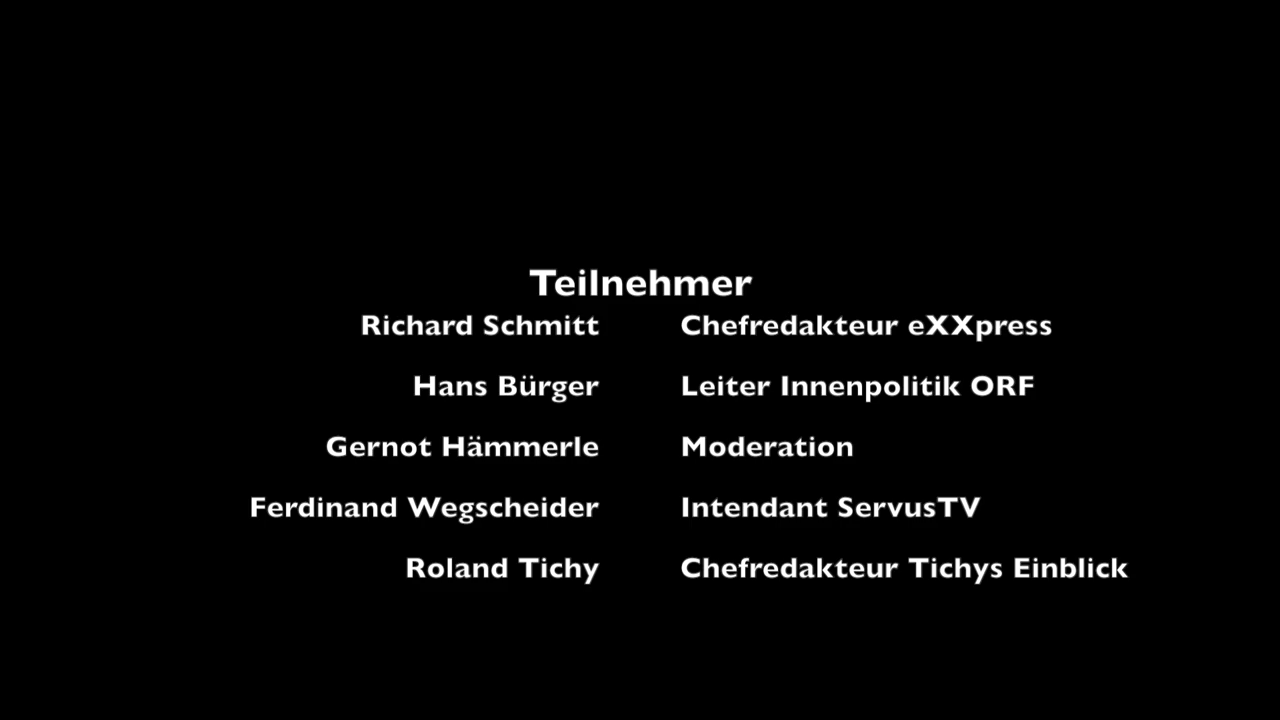 Teilnehmer
Richard Schmitt Chefredakteur eXXpress
Hans Bürger Leiter Innenpolitik ORF
Gernot Hämmerle Moderation
Ferdinand Wegscheider Intendant ServusTV
Roland Tichy Chefredakteur Tichys Einblick